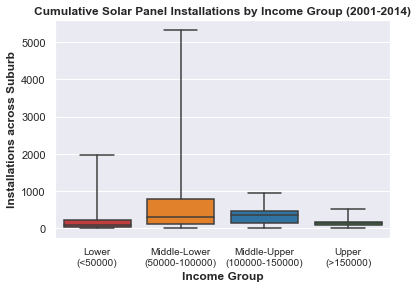 Cumulative Solar Panel Installations by Income Group (2001-2014)
Installations across Suburb
5000
4000
3000
2000
1000
0
Lower Middle-Lower Middle-Upper Upper
(<50000) (50000-100000) (100000-150000) (>150000)
Income Group